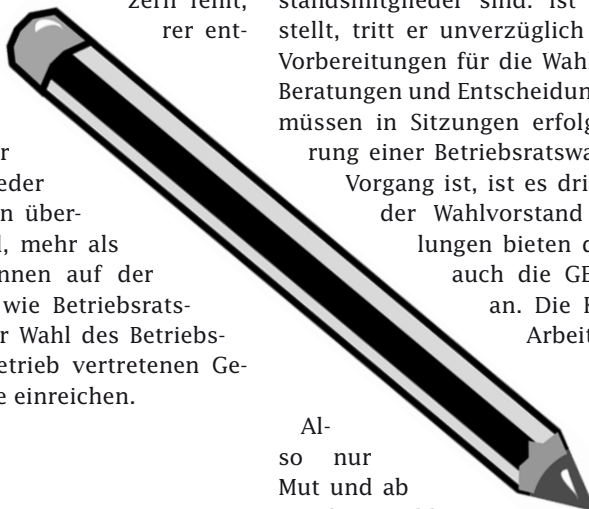 rer ent-
eder
n über-
, mehr als
nnen auf der
wie Betriebsrats-
r Wahl des Betriebs-
etrieb vertretenen Ge-
e einreichen.
standsmitglieder sind. Ist
stellt, tritt er unverzüglich
Vorbereitungen für die Wahl
Beratungen und Entscheidun
müssen in Sitzungen erfolg
rung einer Betriebsratswa
Vorgang ist, ist es dri
der Wahlvorstand
lungen bieten d
auch die GE
an. Die
Arbeit
Al-
so nur
Mut und ab